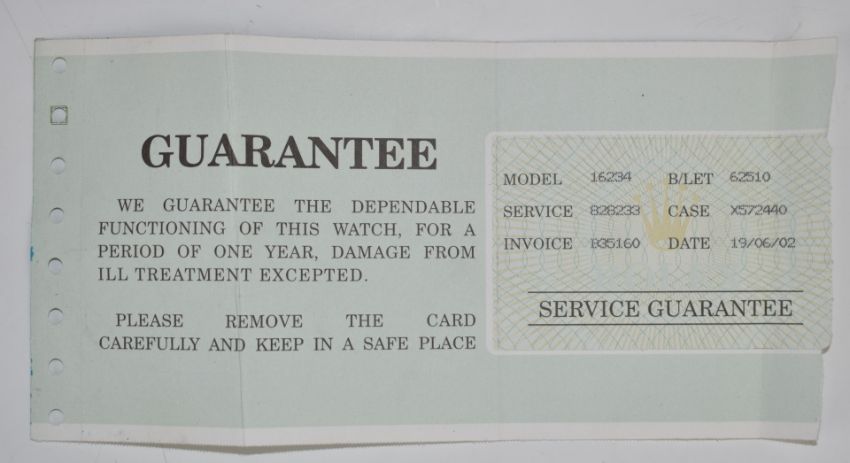 GUARANTEE
WE GUARANTEE THE DEPENDABLE
FUNCTIONING OF THIS WATCH, FOR A
PERIOD OF ONE YEAR, DAMAGE FROM
ILL TREATMENT EXCEPTED.
PLEASE REMOVE THE CARD
CAREFULLY AND KEEP IN A SAFE PLACE
MODEL 16234 B/LET 62510
SERVICE 828233 CASE X572440
INVOICE B35160 DATE 19/06/02
SERVICE GUARANTEE